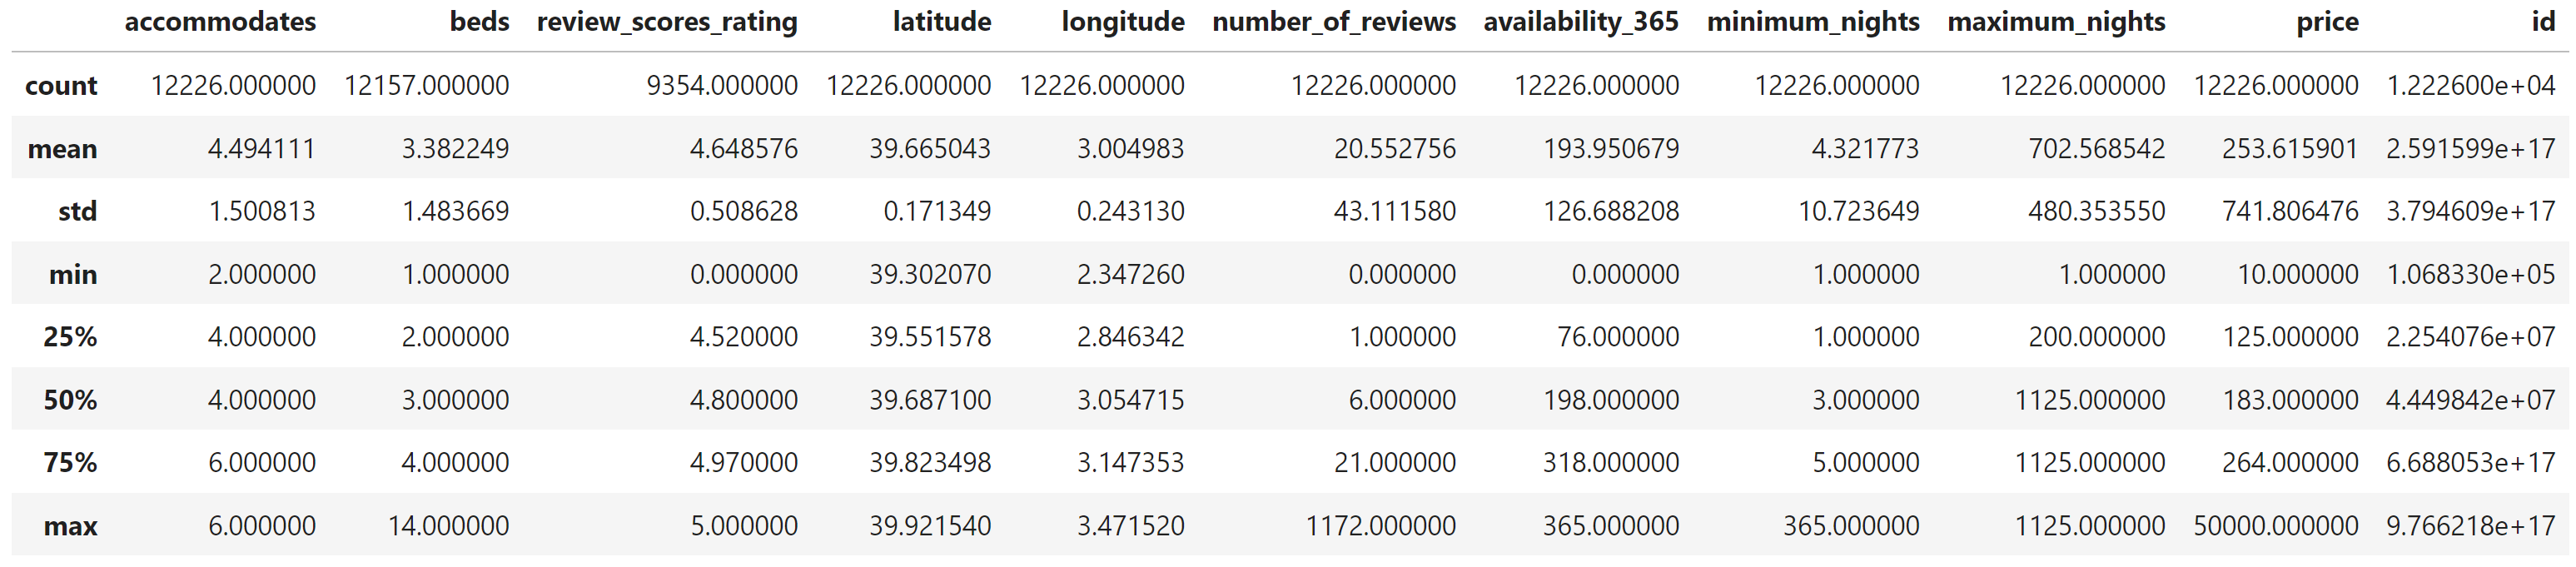 accommodates beds review_scores_rating latitude longitude number_of_reviews availability_365 minimum_nights maximum_nights price id
count 12226.000000 12157.000000 9354.000000 12226.000000 12226.000000 12226.000000 12226.000000 12226.000000 12226.000000 12226.000000 1.222600e+04
mean 4.494111 3.382249 4.648576 39.665043 3.004983 20.552756 193.950679 4.321773 702.568542 253.615901 2.591599e+17
std 1.500813 1.483669 0.508628 0.171349 0.243130 43.111580 126.688208 10.723649 480.353550 741.806476 3.794609e+17
min 2.000000 1.000000 0.000000 39.302070 2.347260 0.000000 0.000000 1.000000 1.000000 10.000000 1.068330e+05
25% 4.000000 2.000000 4.520000 39.551578 2.846342 1.000000 76.000000 1.000000 200.000000 125.000000 2.254076e+07
50% 4.000000 3.000000 4.800000 39.687100 3.054715 6.000000 198.000000 3.000000 1125.000000 183.000000 4.449842e+07
75% 6.000000 4.000000 4.970000 39.823498 3.147353 21.000000 318.000000 5.000000 1125.000000 264.000000 6.688053e+17
max 6.000000 14.000000 5.000000 39.921540 3.471520 1172.000000 365.000000 365.000000 1125.000000 50000.000000 9.766218e+17